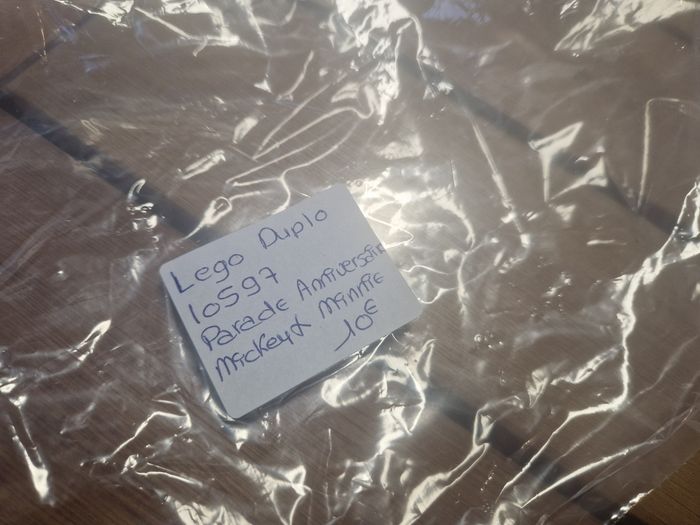 Lego Duplo
10597
Parade Anniversaire
Mickey & Minnie
10€